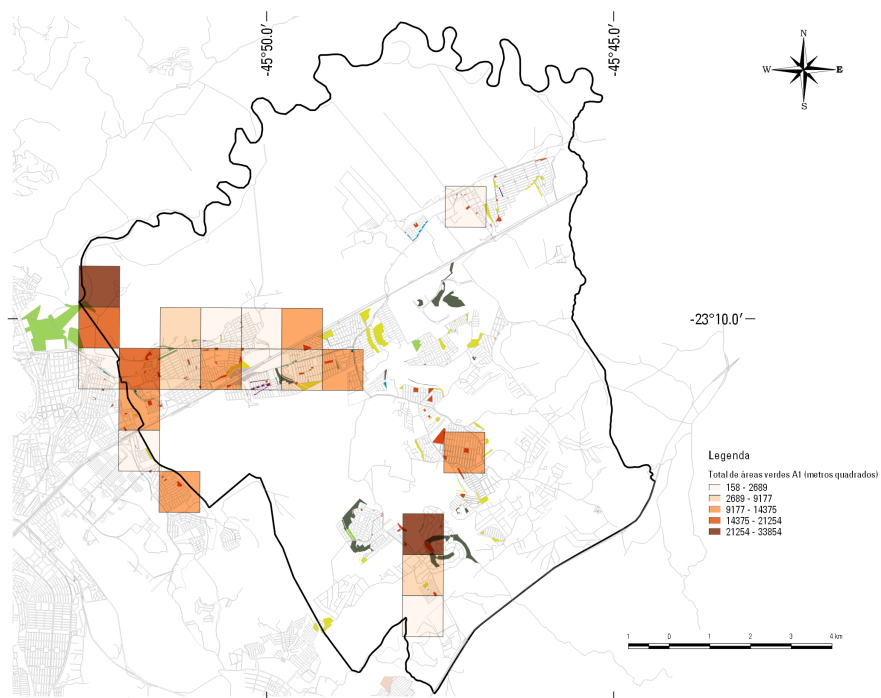 -45°50.0'
-45°45.0'
N
W E
S
-23°10.0'
Legenda
Total de áreas verdes A1 (metros quadrados)
158 - 2689
2689 - 9177
9177 - 14375
14375 - 21254
21254 - 33854
1 0 1 2 3 4 km